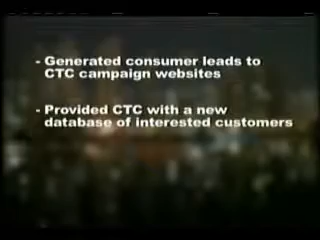 - Generated consumer leads to
CTC campaign websites
- Provided CTC with a new
database of interested customers